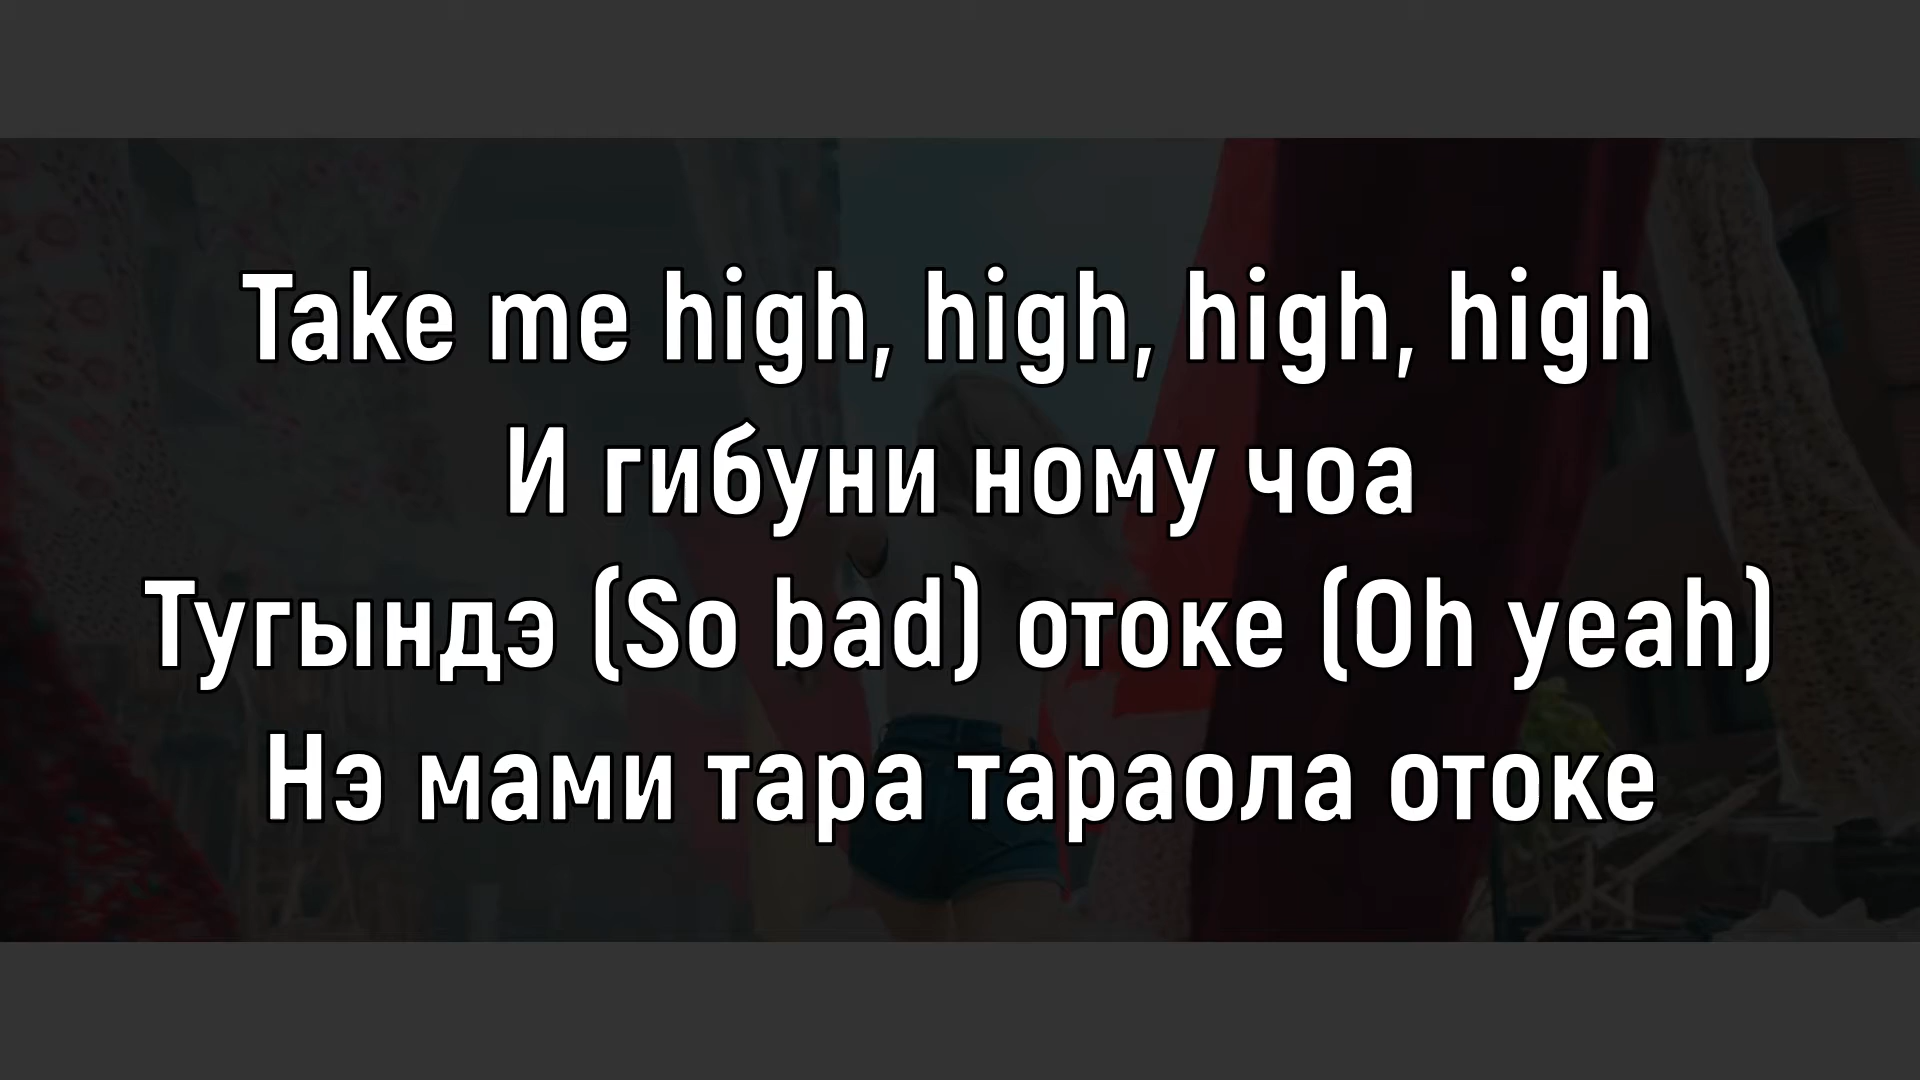 Take me high, high, high, high
И гибуни ному чоа
Тугындэ (So bad) отоке (Oh yeah)
Нэ мами тара тараола отоке